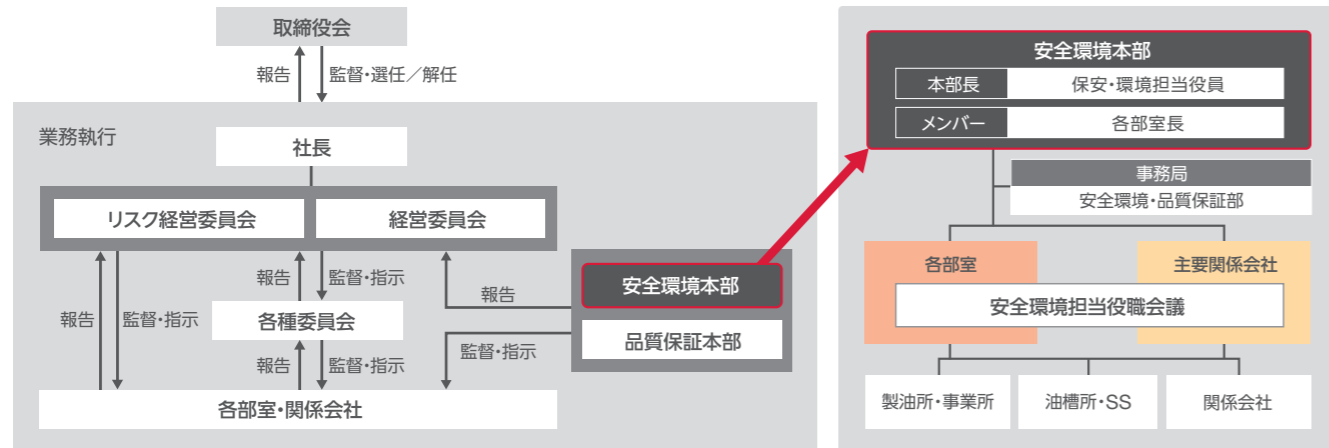 取締役会
報告
監督・選任／解任
業務執行
社長
リスク経営委員会
経営委員会
報告
監督・指示
報告
監督・指示
各種委員会
報告
監督・指示
報告
監督・指示
安全環境本部
品質保証本部
各部室・関係会社
安全環境本部
本部長
保安・環境担当役員
メンバー
各部室長
事務局
安全環境・品質保証部
各部室
主要関係会社
安全環境担当役職会議
製油所・事業所
油槽所・SS
関係会社